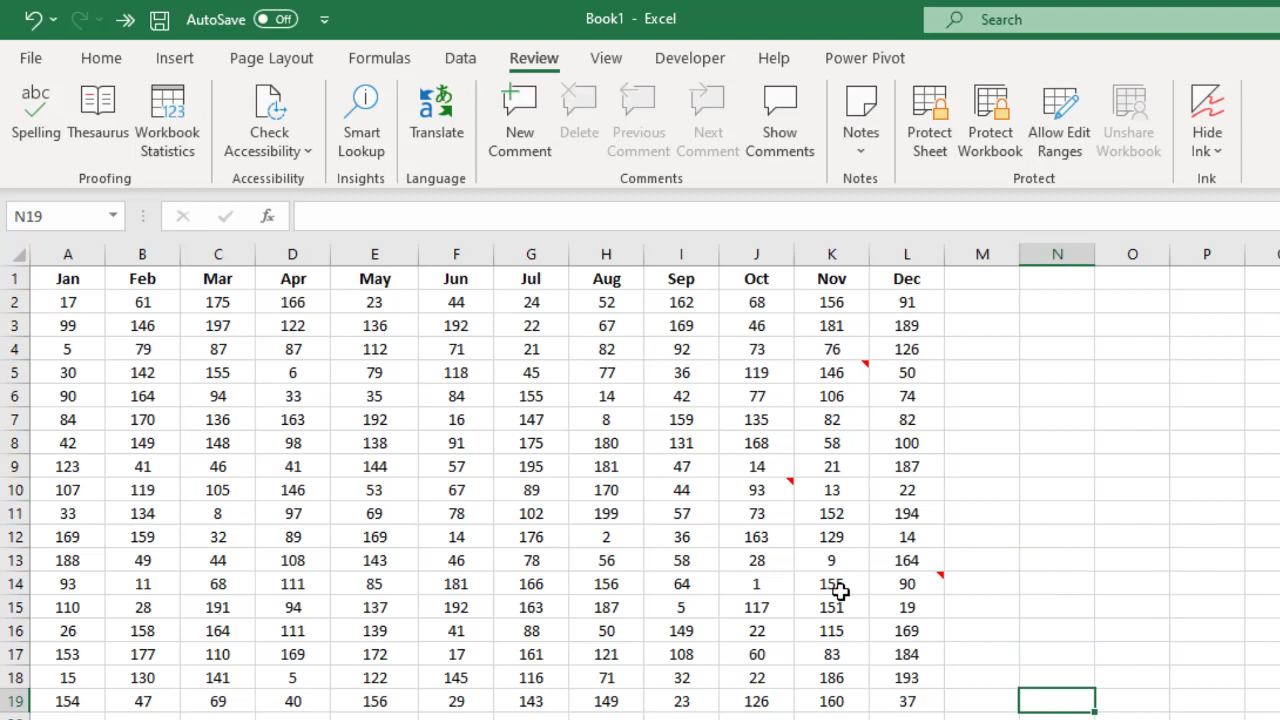 AutoSave Off Book1 - Excel Search
File Home Insert Page Layout Formulas Data Review View Developer Help Power Pivot
abc
Spelling Thesaurus Workbook Statistics Check Accessibility Smart Lookup Translate New Comment Delete Previous Comment Next Comment Show Comments Notes Protect Sheet Protect Workbook Allow Edit Ranges Unshare Workbook Hide Ink
Proofing Accessibility Insights Language Comments Notes Protect Ink
N19 fx
A B C D E F G H I J K L M N O P
1 Jan Feb Mar Apr May Jun Jul Aug Sep Oct Nov Dec
2 17 61 175 166 23 44 24 52 162 68 156 91
3 99 146 197 122 136 192 22 67 169 46 181 189
4 5 79 87 87 112 71 21 82 92 73 76 126
5 30 142 155 6 79 118 45 77 36 119 146 50
6 90 164 94 33 35 84 155 14 42 77 106 74
7 84 170 136 163 192 16 147 8 159 135 82 82
8 42 149 148 98 138 91 175 180 131 168 58 100
9 123 41 46 41 144 57 195 181 47 14 21 187
10 107 119 105 146 53 67 89 170 44 93 13 22
11 33 134 8 97 69 78 102 199 57 73 152 194
12 169 159 32 89 169 14 176 2 36 163 129 14
13 188 49 44 108 143 46 78 56 58 28 9 164
14 93 11 68 111 85 181 166 156 64 1 90
15 110 28 191 94 137 192 163 187 5 117 151 19
16 26 158 164 111 139 41 88 50 149 22 115 169
17 153 177 110 169 172 17 161 121 108 60 83 184
18 15 130 141 5 122 145 116 71 32 22 186 193
19 154 47 69 40 156 29 143 149 23 126 160 37